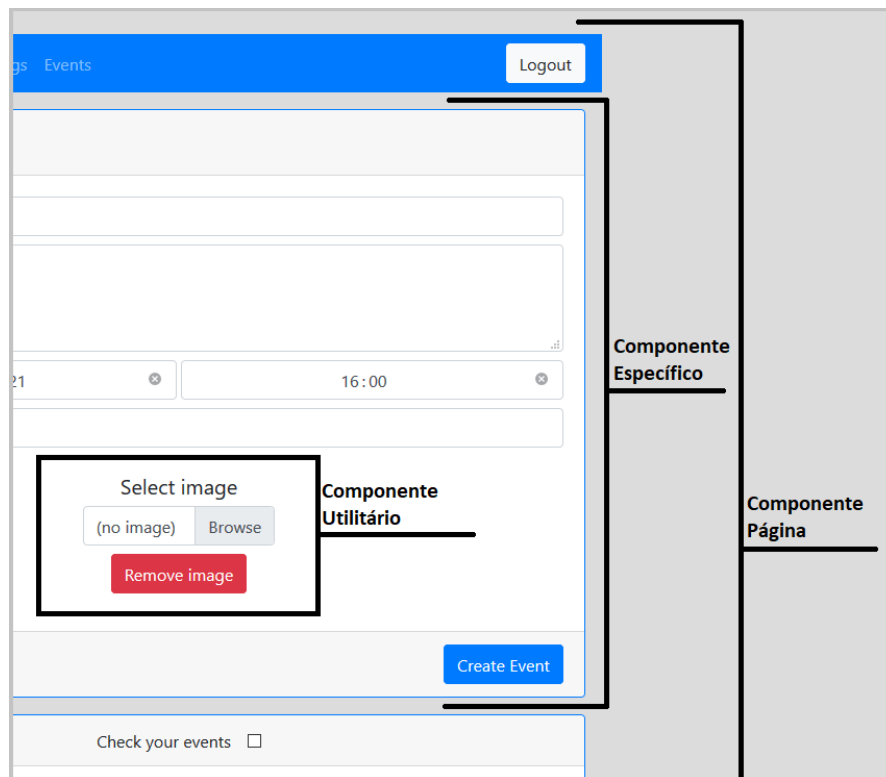 gs Events Logout
21 16:00
Componente
Específico
Select image
(no image) Browse
Remove image
Componente
Utilitário
Componente
Página
Create Event
Check your events